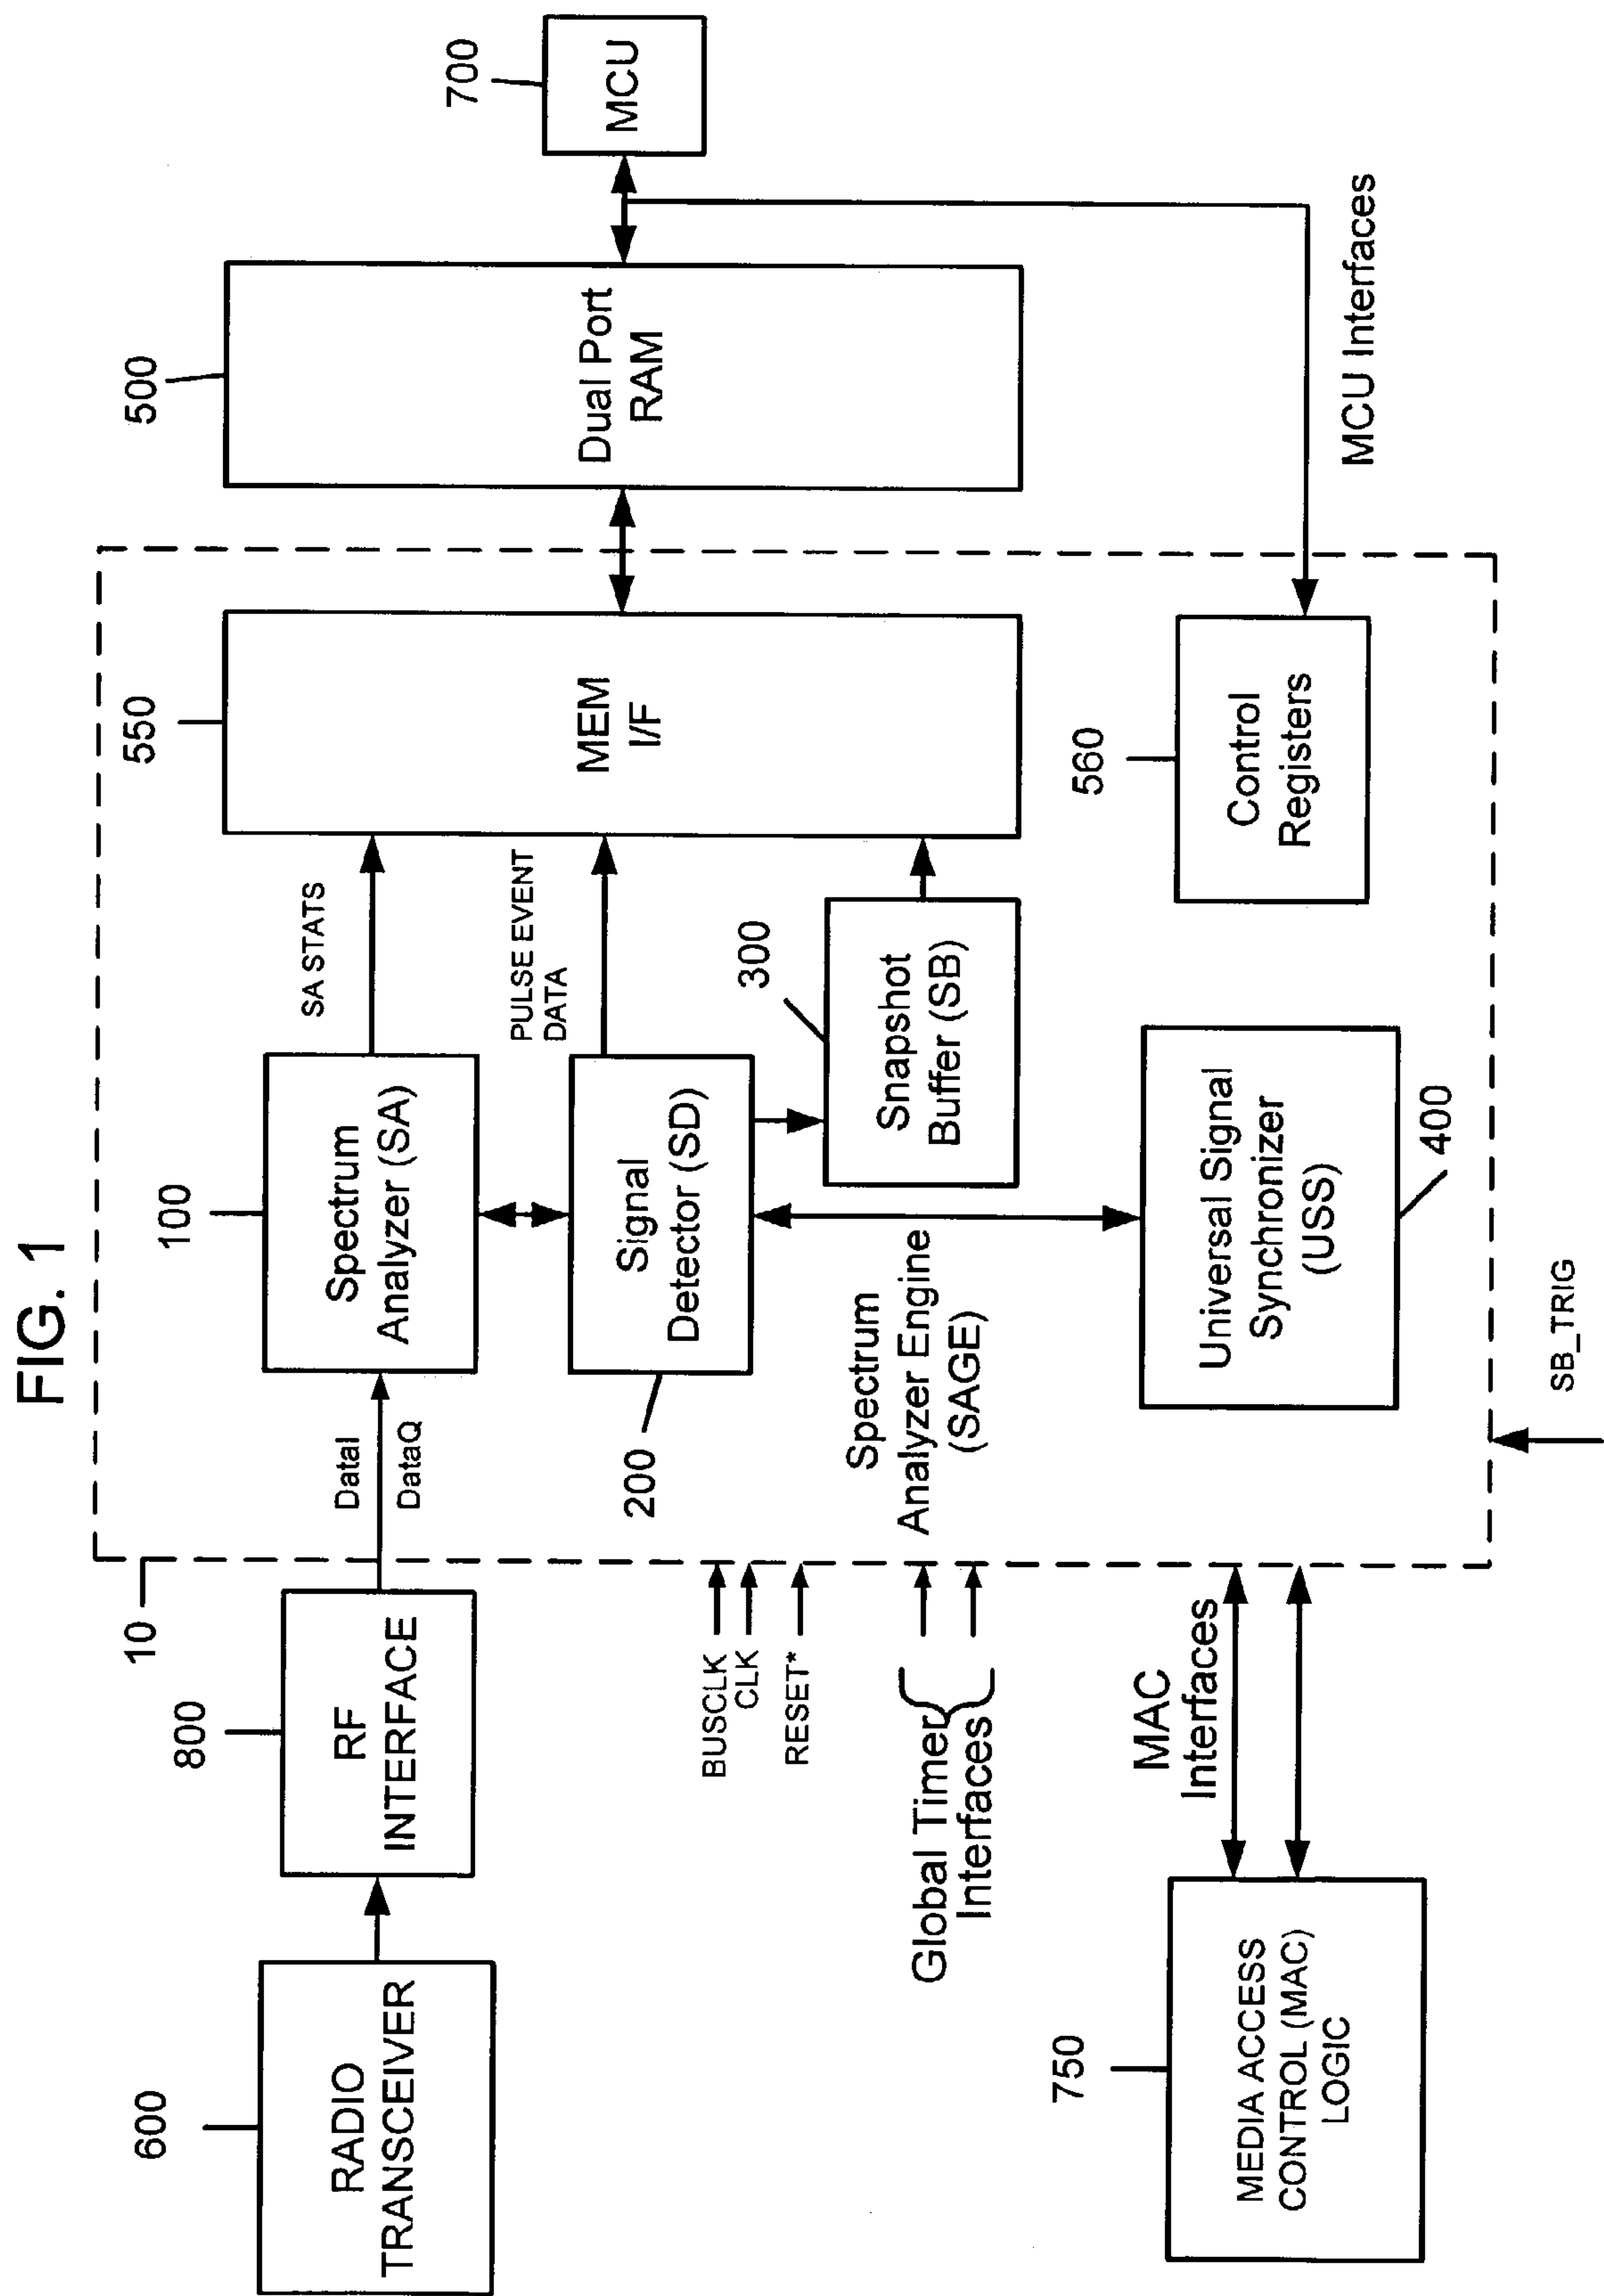 FIG. 1
600
RADIO
TRANSCEIVER
800
RF
INTERFACE
10
DataI
DataQ
100
Spectrum
Analyzer (SA)
SA STATS
550
MEM
I/F
500
Dual Port
RAM
700
MCU
200
Signal
Detector (SD)
PULSE EVENT
DATA
300
Snapshot
Buffer (SB)
BUSCLK
CLK
RESET*
Global Timer
Interfaces
Spectrum
Analyzer Engine
(SAGE)
MAC
Interfaces
750
MEDIA ACCESS
CONTROL (MAC)
LOGIC
Universal Signal
Synchronizer
(USS)
400
560
Control
Registers
MCU Interfaces
SB_TRIG